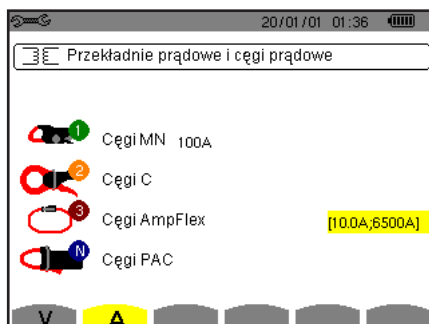 20/01/01 01:36
Przekładnie prądowe i cęgi prądowe
1 Cęgi MN 100A
2 Cęgi C
3 Cęgi AmpFlex [10.0A;6500A]
N Cęgi PAC
V A